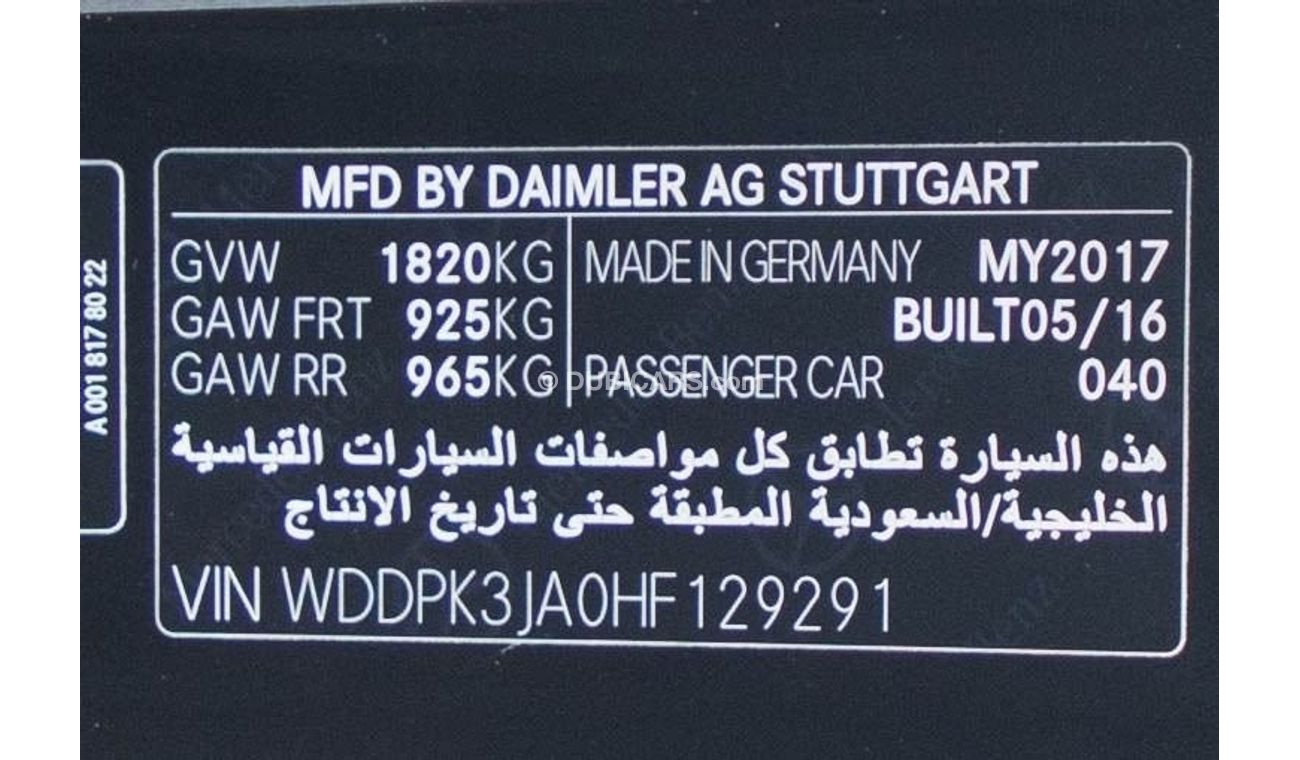 MFD BY DAIMLER AG STUTTGART
GVW 1820KG MADE IN GERMANY MY2017
GAW FRT 925KG BUILT05/16
GAW RR 965KG PASSENGER CAR 040
© DUBICARS.com
هذه السيارة تطابق كل مواصفات السيارات القياسية
الخليجية/السعودية المطبقة حتى تاريخ الانتاج
VIN WDDPK3JA0HF129291
A 001 817 80 22